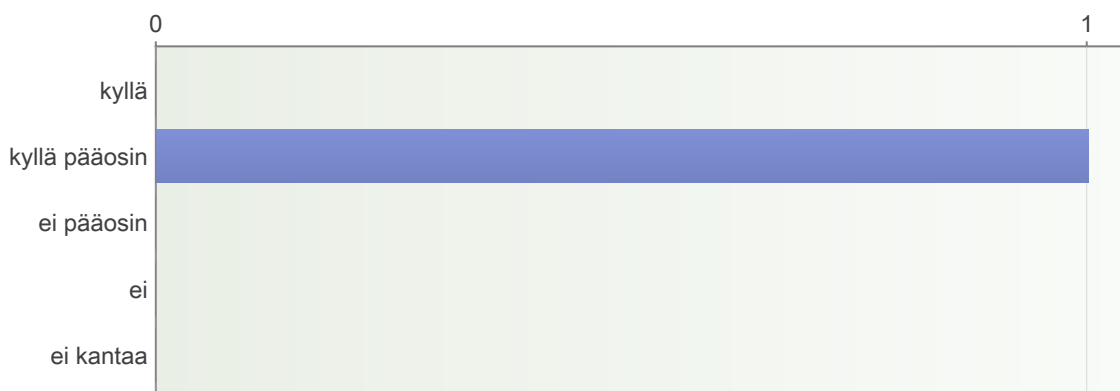 0 1
kyllä
kyllä pääosin
ei pääosin
ei
ei kantaa